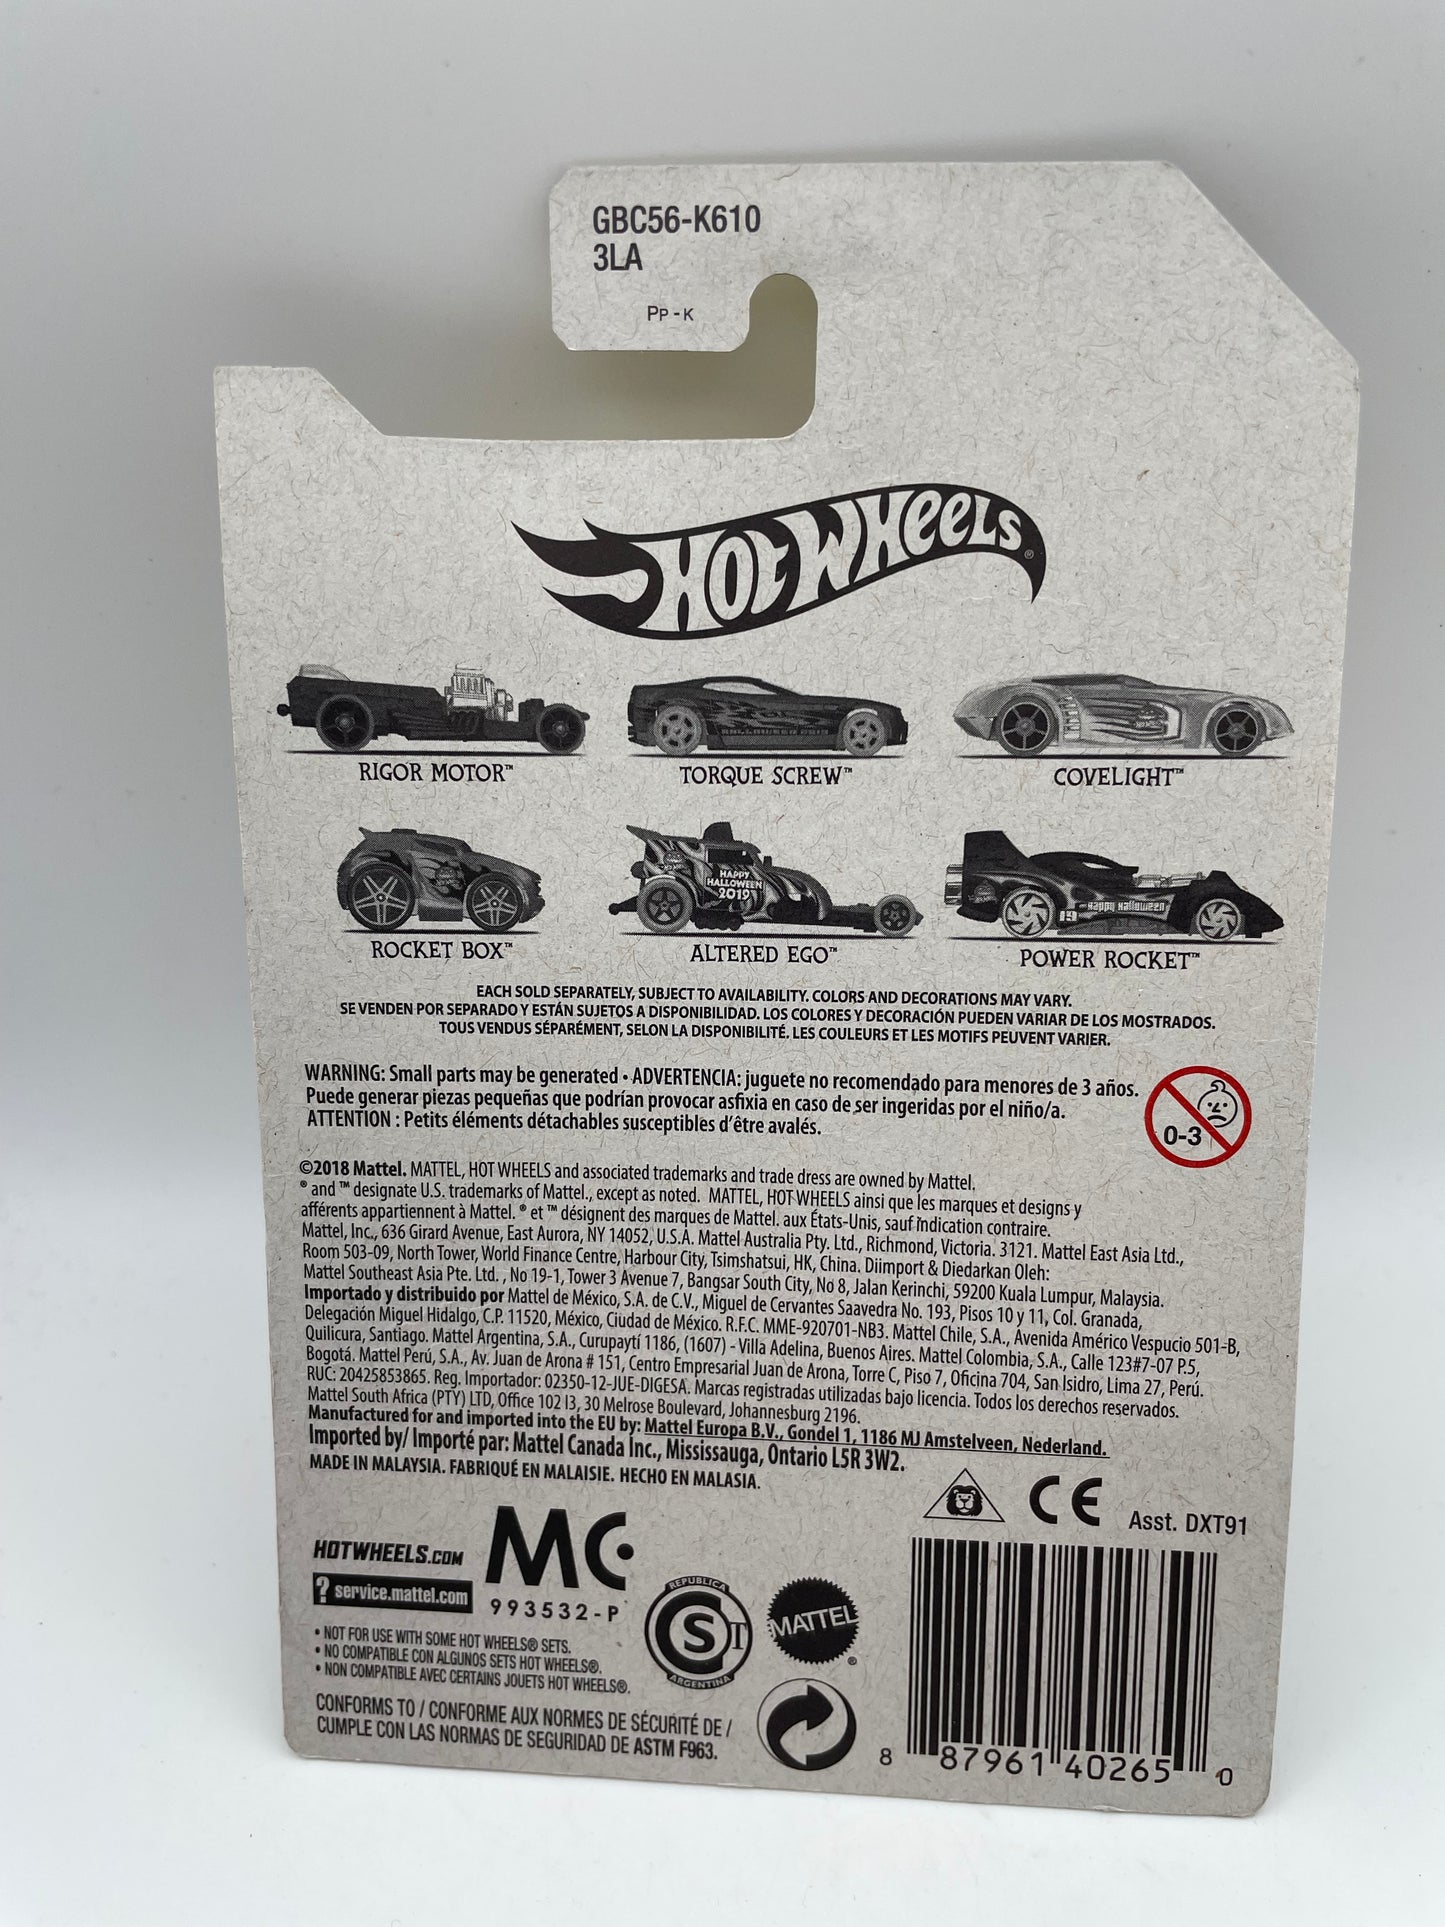 GBC56-K610
3LA
Pp - K
HOT WHEELS®
RIGOR MOTOR™
TORQUE SCREW™
COVELIGHT™
HAPPY
HALLOWEEN
2019
19 Happy Halloween
ROCKET BOX™
ALTERED EGO™
POWER ROCKET™
EACH SOLD SEPARATELY, SUBJECT TO AVAILABILITY. COLORS AND DECORATIONS MAY VARY.
SE VENDEN POR SEPARADO Y ESTÁN SUJETOS A DISPONIBILIDAD. LOS COLORES Y DECORACIÓN PUEDEN VARIAR DE LOS MOSTRADOS.
TOUS VENDUS SÉPARÉMENT, SELON LA DISPONIBILITÉ. LES COULEURS ET LES MOTIFS PEUVENT VARIER.
WARNING: Small parts may be generated • ADVERTENCIA: juguete no recomendado para menores de 3 años.
Puede generar piezas pequeñas que podrían provocar asfixia en caso de ser ingeridas por el niño/a.
ATTENTION : Petits éléments détachables susceptibles d'être avalés.
0-3
©2018 Mattel. MATTEL, HOT WHEELS and associated trademarks and trade dress are owned by Mattel.
® and ™ designate U.S. trademarks of Mattel., except as noted. MATTEL, HOT WHEELS ainsi que les marques et designs y
afférents appartiennent à Mattel. ® et ™ désignent des marques de Mattel. aux États-Unis, sauf indication contraire.
Mattel, Inc., 636 Girard Avenue, East Aurora, NY 14052, U.S.A. Mattel Australia Pty. Ltd., Richmond, Victoria. 3121. Mattel East Asia Ltd.,
Room 503-09, North Tower, World Finance Centre, Harbour City, Tsimshatsui, HK, China. Diimport & Diedarkan Oleh:
Mattel Southeast Asia Pte. Ltd. , No 19-1, Tower 3 Avenue 7, Bangsar South City, No 8, Jalan Kerinchi, 59200 Kuala Lumpur, Malaysia.
Importado y distribuido por Mattel de México, S.A. de C.V., Miguel de Cervantes Saavedra No. 193, Pisos 10 y 11, Col. Granada,
Delegación Miguel Hidalgo, C.P. 11520, México, Ciudad de México. R.F.C. MME-920701-NB3. Mattel Chile, S.A., Avenida Américo Vespucio 501-B,
Quilicura, Santiago. Mattel Argentina, S.A., Curupaytí 1186, (1607) - Villa Adelina, Buenos Aires. Mattel Colombia, S.A., Calle 123#7-07 P.5,
Bogotá. Mattel Perú, S.A., Av. Juan de Arona # 151, Centro Empresarial Juan de Arona, Torre C, Piso 7, Oficina 704, San Isidro, Lima 27, Perú.
RUC: 20425853865. Reg. Importador: 02350-12-JUE-DIGESA. Marcas registradas utilizadas bajo licencia. Todos los derechos reservados.
Mattel South Africa (PTY) LTD, Office 102 I3, 30 Melrose Boulevard, Johannesburg 2196.
Manufactured for and imported into the EU by: Mattel Europa B.V., Gondel 1, 1186 MJ Amstelveen, Nederland.
Imported by/ Importé par: Mattel Canada Inc., Mississauga, Ontario L5R 3W2.
MADE IN MALAYSIA. FABRIQUÉ EN MALAISIE. HECHO EN MALASIA.
CE
Asst. DXT91
HOTWHEELS.COM
? service.mattel.com
MC
993532-P
REPUBLICA
S T
ARGENTINA
MATTEL®
• NOT FOR USE WITH SOME HOT WHEELS® SETS.
• NO COMPATIBLE CON ALGUNOS SETS HOT WHEELS®.
• NON COMPATIBLE AVEC CERTAINS JOUETS HOT WHEELS®.
CONFORMS TO / CONFORME AUX NORMES DE SÉCURITÉ DE /
CUMPLE CON LAS NORMAS DE SEGURIDAD DE ASTM F963.
8 87961 40265 0